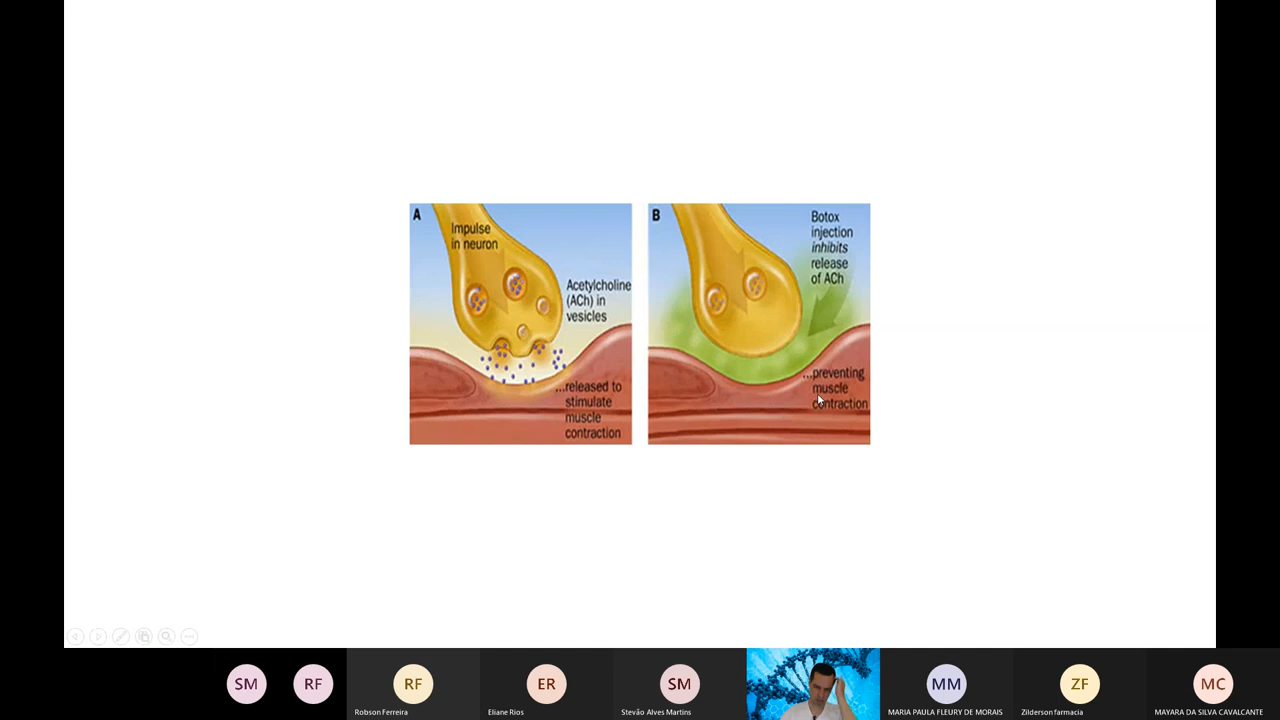 A
Impulse
in neuron
Acetylcholine
(ACh) in
vesicles
...released to
stimulate
muscle
contraction
B
Botox
injection
inhibits
release
of ACh
...preventing
muscle
contraction
SM
RF
RF
Robson Ferreira
ER
Eliane Rios
SM
Stevão Alves Martins
MM
MARIA PAULA FLEURY DE MORAIS
ZF
Zilderson farmacia
MC
MAYARA DA SILVA CAVALCANTE